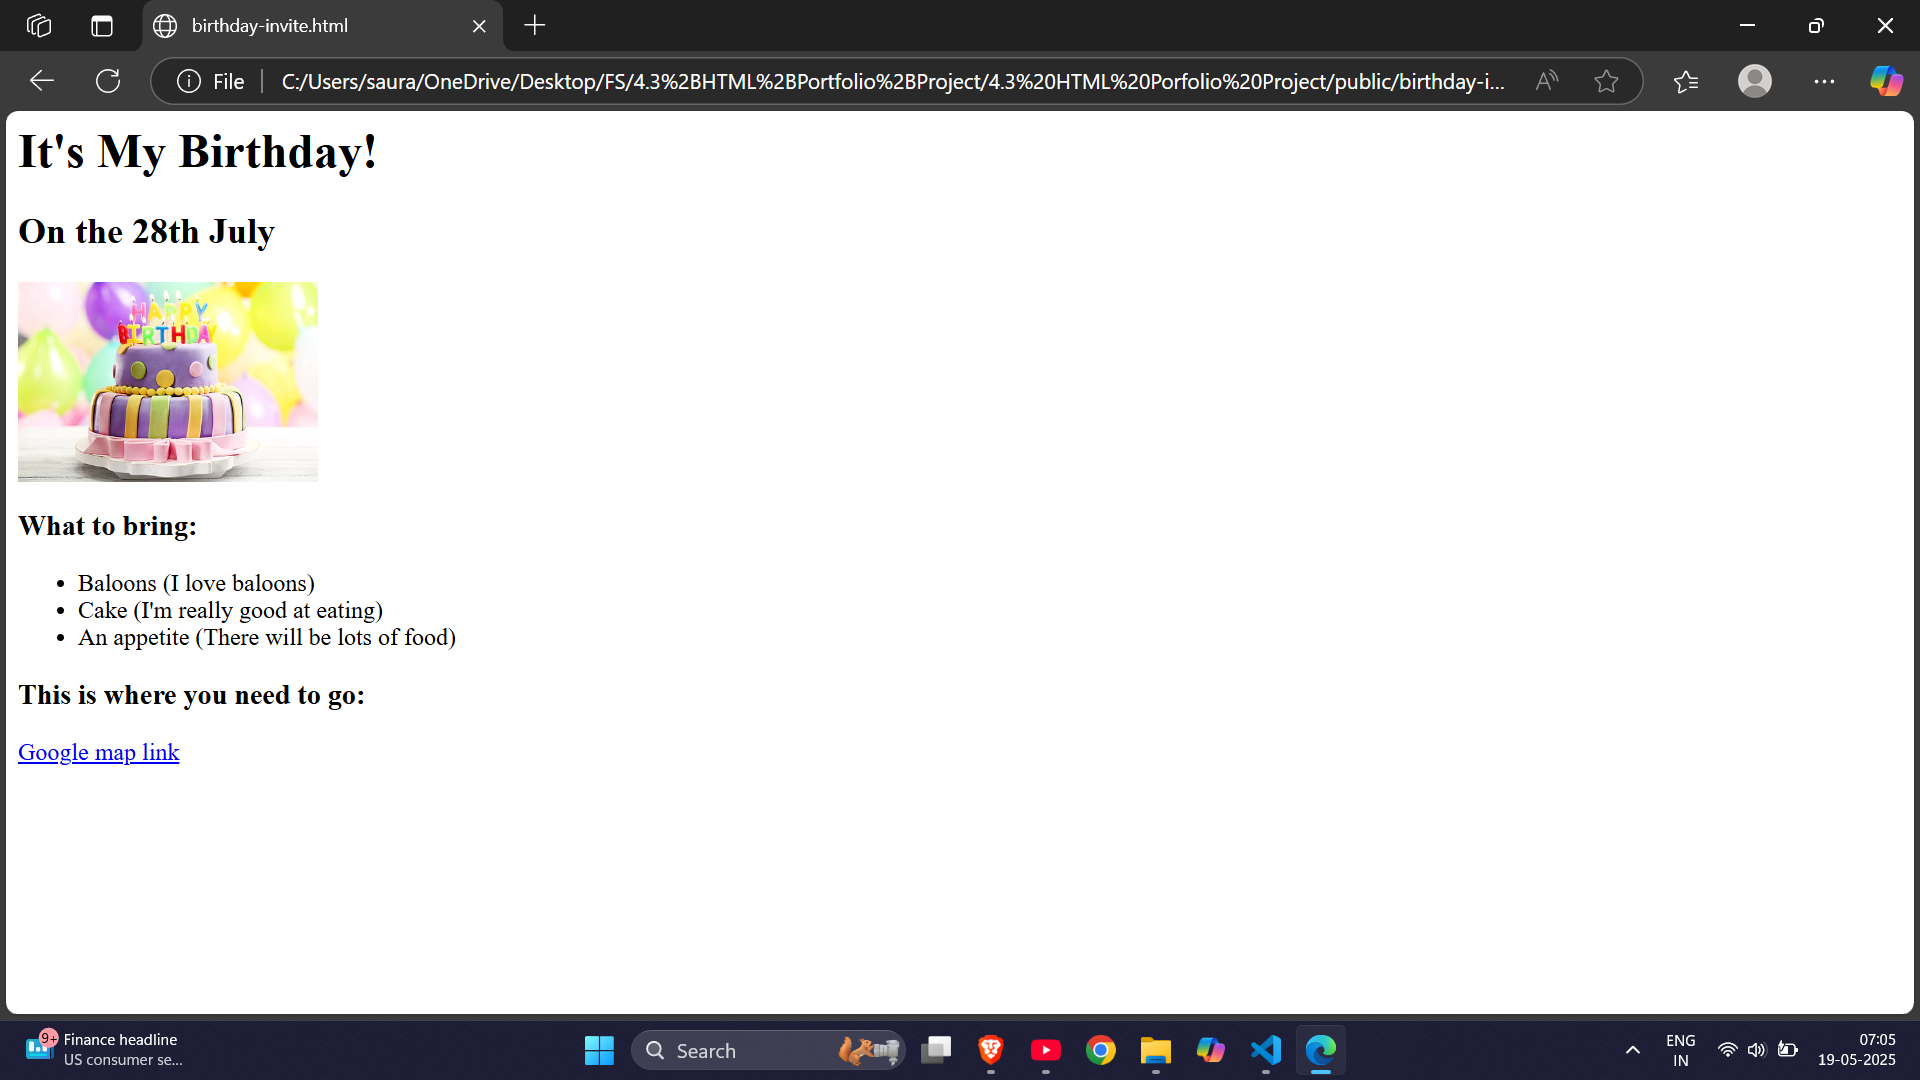 birthday-invite.html
File
C:/Users/saura/OneDrive/Desktop/FS/4.3%2BHTML%2BPortfolio%2BProject/4.3%20HTML%20Porfolio%20Project/public/birthday-i...
It's My Birthday!
On the 28th July
HAPPY
BIRTHDAY
What to bring:
• Baloons (I love baloons)
• Cake (I'm really good at eating)
• An appetite (There will be lots of food)
This is where you need to go:
Google map link
9+
Finance headline
US consumer se...
Search
ENG
IN
07:05
19-05-2025